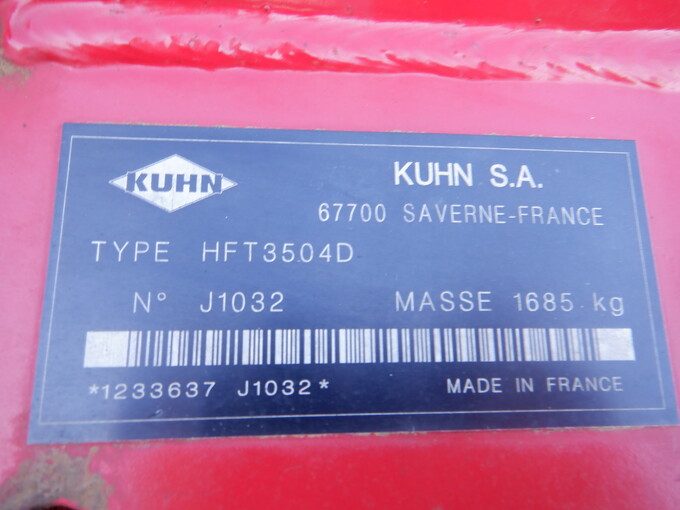 KUHN
KUHN S.A.
67700 SAVERNE-FRANCE
TYPE HFT3504D
N° J1032 MASSE 1685 kg
*1233637 J1032*
MADE IN FRANCE